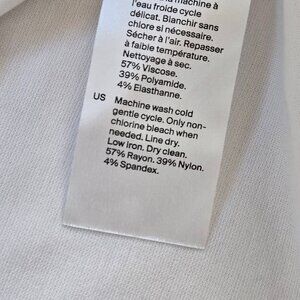 machine à
l'eau froide cycle
délicat. Blanchir sans
chlore si nécessaire.
Sécher à l'air. Repasser
à faible température.
Nettoyage à sec.
57% Viscose.
39% Polyamide.
4% Elasthanne.
US Machine wash cold
gentle cycle. Only non-
chlorine bleach when
needed. Line dry.
Low iron. Dry clean.
57% Rayon. 39% Nylon.
4% Spandex.